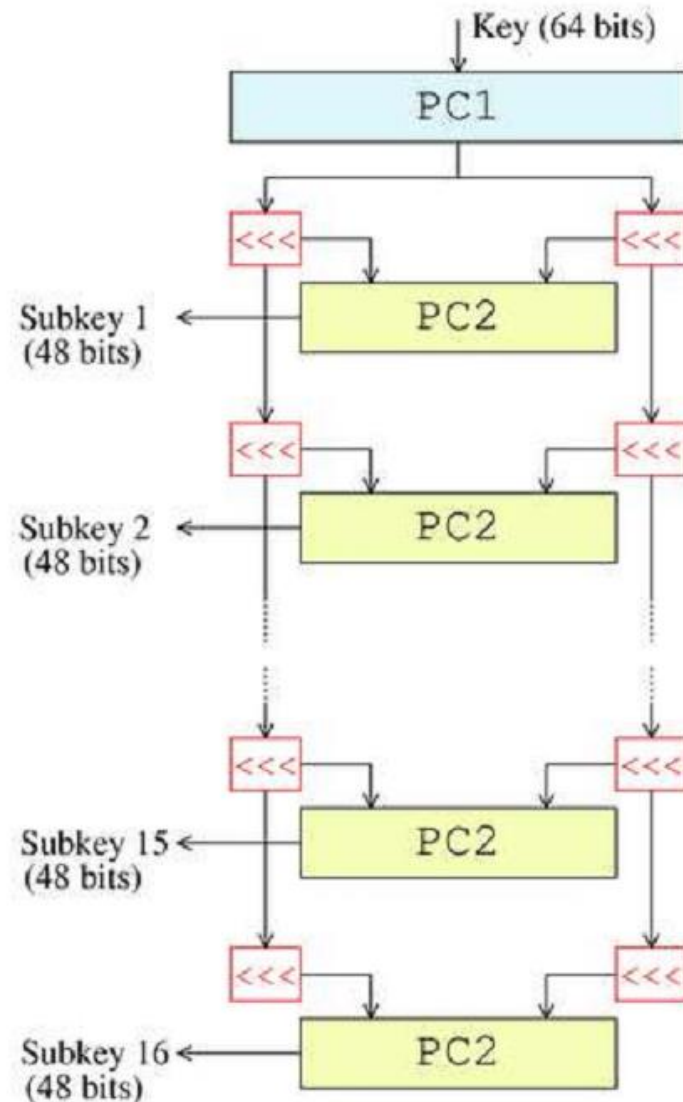 Key (64 bits)
PC1
<<< <<<
PC2
Subkey 1
(48 bits)
<<< <<<
PC2
Subkey 2
(48 bits)
<<< <<<
PC2
Subkey 15
(48 bits)
<<< <<<
PC2
Subkey 16
(48 bits)